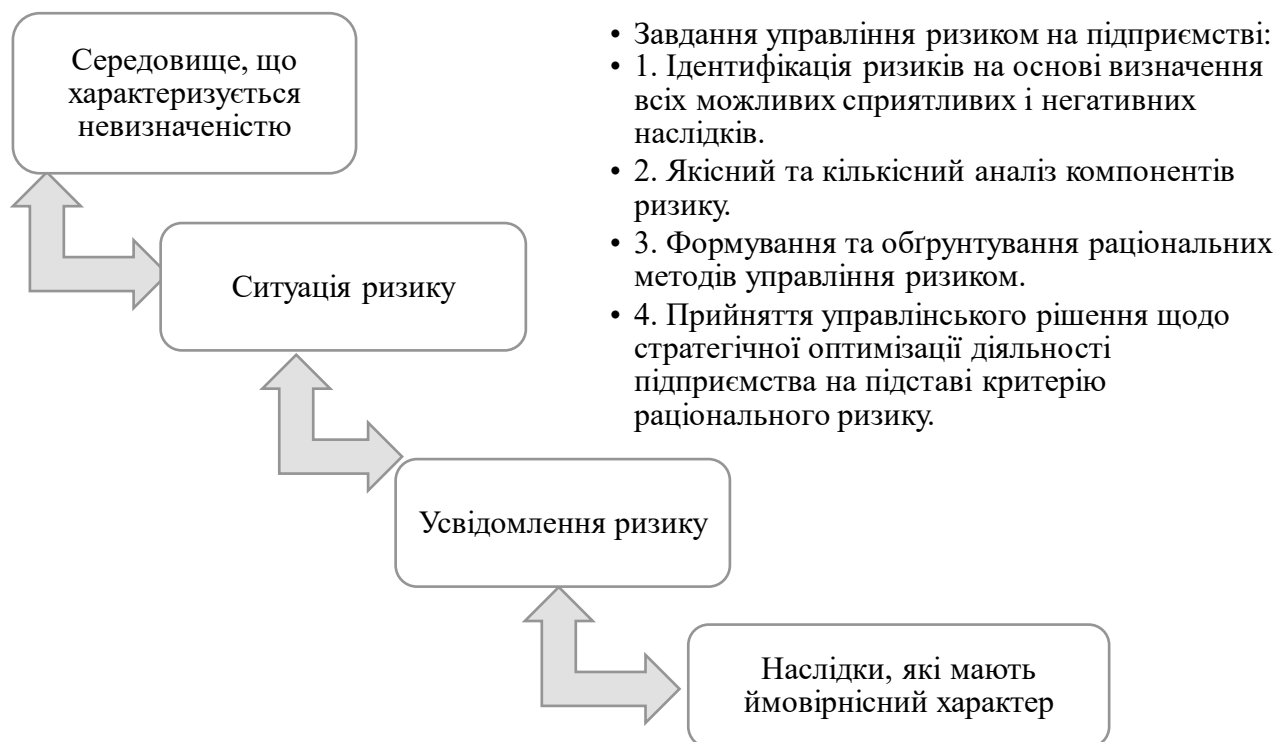 Середовище, що
характеризується
невизначеністю
Ситуація ризику
Усвідомлення ризику
Наслідки, які мають
ймовірнісний характер
• Завдання управління ризиком на підприємстві:
• 1. Ідентифікація ризиків на основі визначення
всіх можливих сприятливих і негативних
наслідків.
• 2. Якісний та кількісний аналіз компонентів
ризику.
• 3. Формування та обґрунтування раціональних
методів управління ризиком.
• 4. Прийняття управлінського рішення щодо
стратегічної оптимізації діяльності
підприємства на підставі критерію
раціонального ризику.